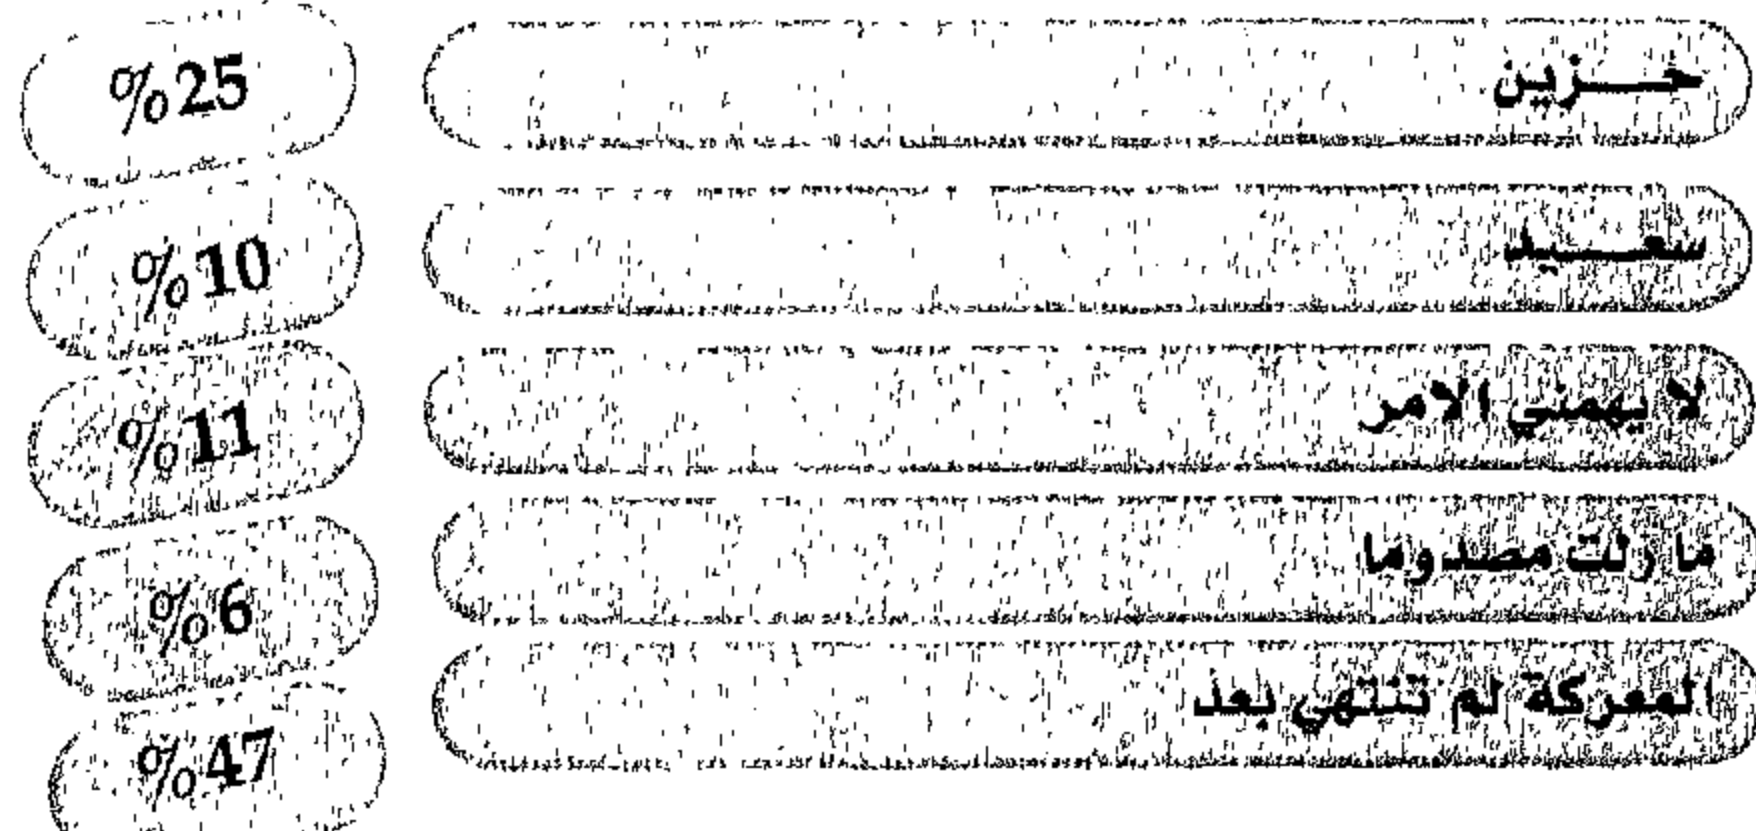 حـــزين %25
سعـــيد %10
لا يهمني الامر %11
ما زلت مصدوما %6
المعركة لم تنتهي بعد %47